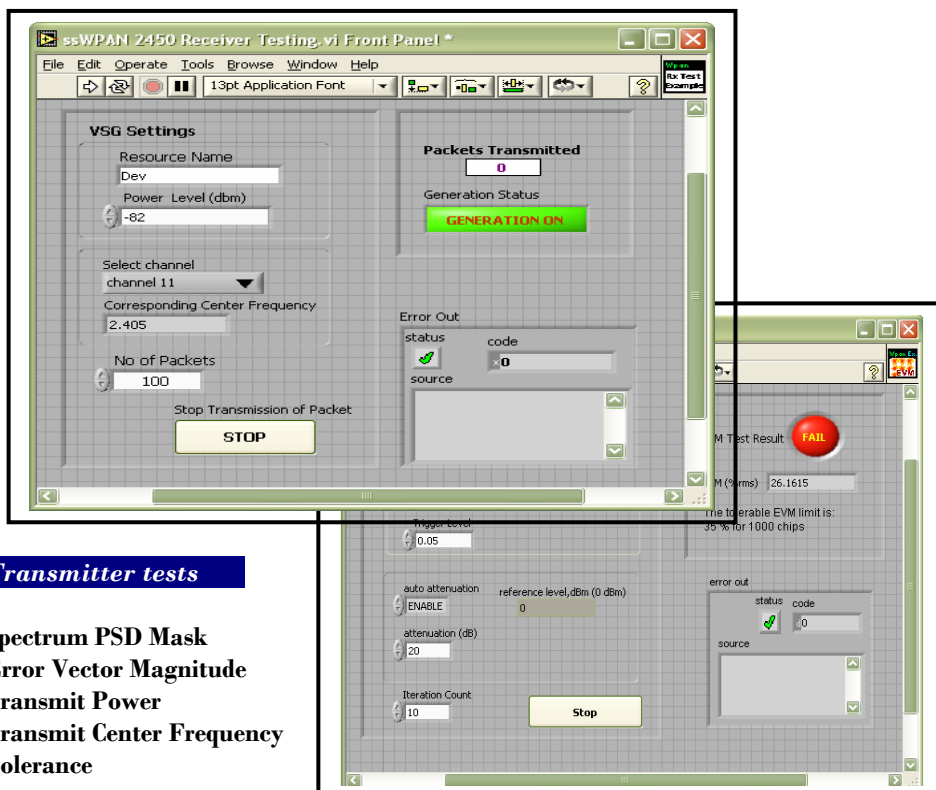 ssWPAN 2450 Receiver Testing.vi Front Panel *
File Edit Operate Tools Browse Window Help
13pt Application Font
?
Wpan
Rx Test
Example
VSG Settings
Resource Name
Dev
Power Level (dbm)
-82
Select channel
channel 11
Corresponding Center Frequency
2.405
No of Packets
100
Stop Transmission of Packet
STOP
Packets Transmitted
0
Generation Status
GENERATION ON
Error Out
status
code
0
source
?
Wpan Ex
EVM
M Test Result
FAIL
M (% rms) 26.1615
The tolerable EVM limit is:
35 % for 1000 chips
Trigger Level
0.05
auto attenuation
ENABLE
reference level,dBm (0 dBm)
0
attenuation (dB)
20
Iteration Count
10
Stop
error out
status code
0
source
Transmitter tests
pectrum PSD Mask
rror Vector Magnitude
ransmit Power
ransmit Center Frequency
olerance